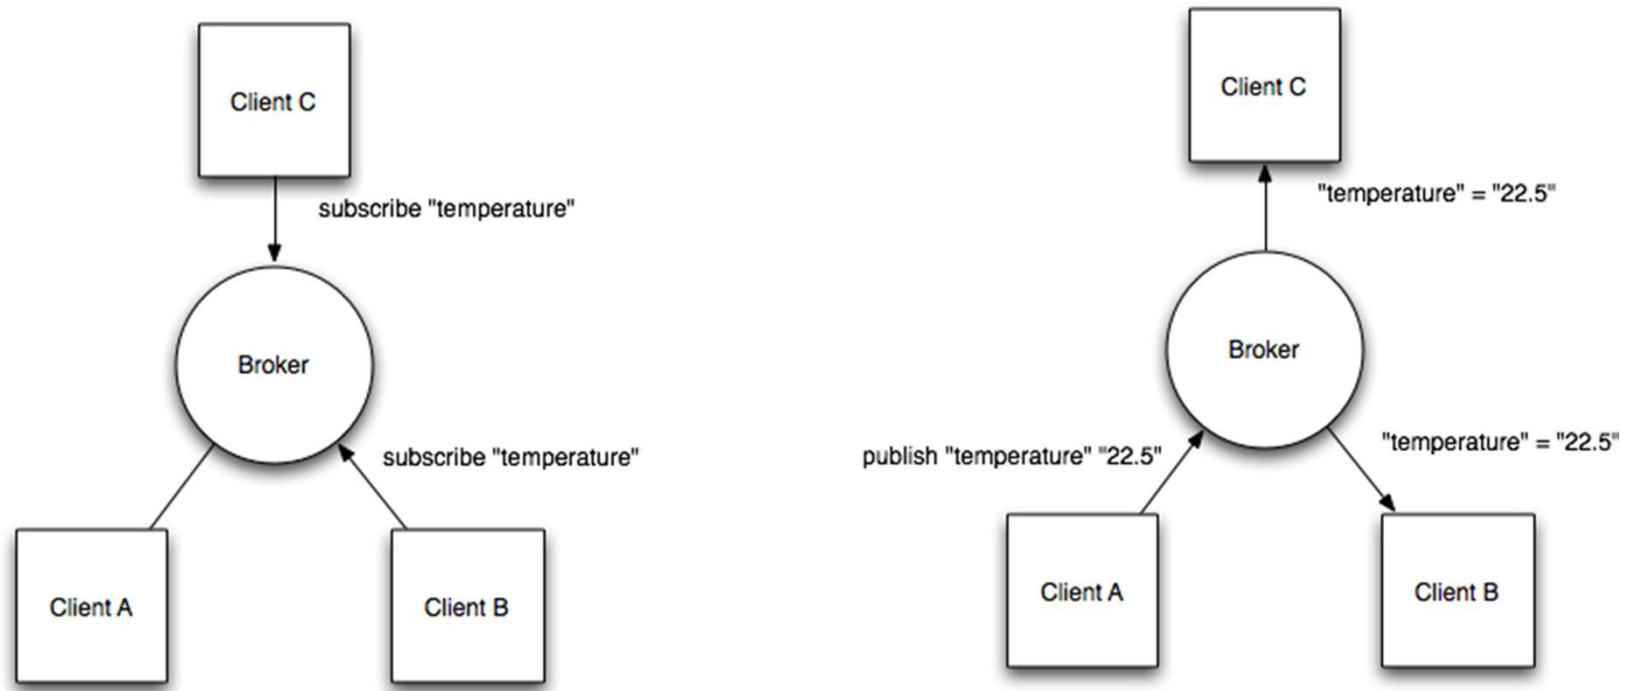 Client C
subscribe "temperature"
Broker
subscribe "temperature"
Client A
Client B
Client C
"temperature" = "22.5"
Broker
publish "temperature" "22.5"
"temperature" = "22.5"
Client A
Client B